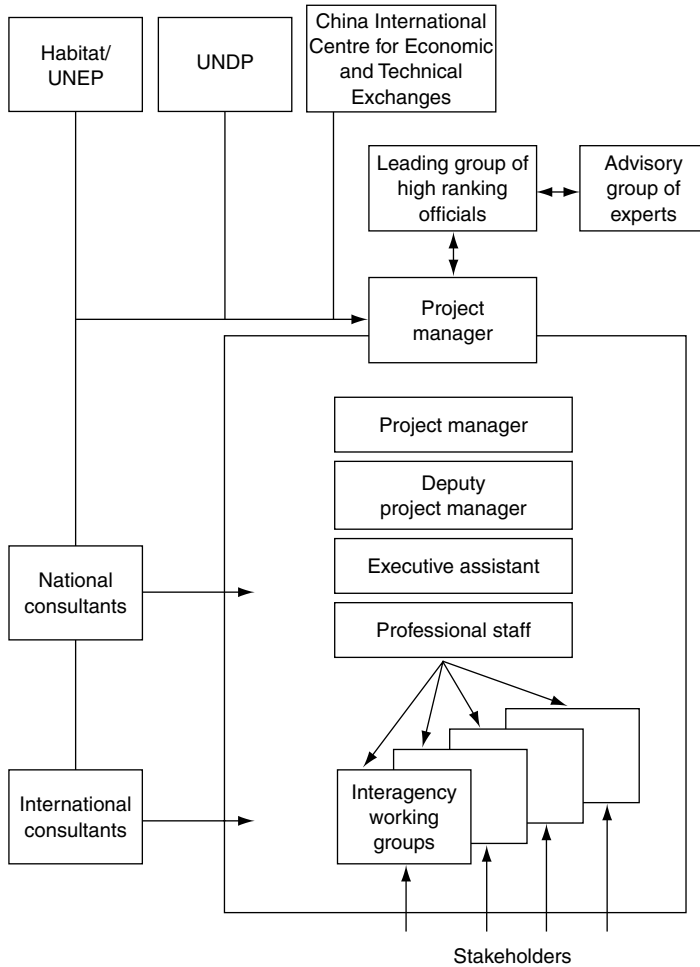 Habitat/
UNEP
UNDP
China International
Centre for Economic
and Technical
Exchanges
Leading group of
high ranking
officials
Advisory
group of
experts
Project
manager
Project manager
Deputy
project manager
National
consultants
Executive assistant
Professional staff
International
consultants
Interagency
working
groups
Stakeholders